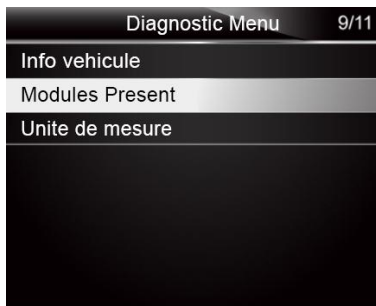 Diagnostic Menu 9/11
Info vehicule
Modules Present
Unite de mesure